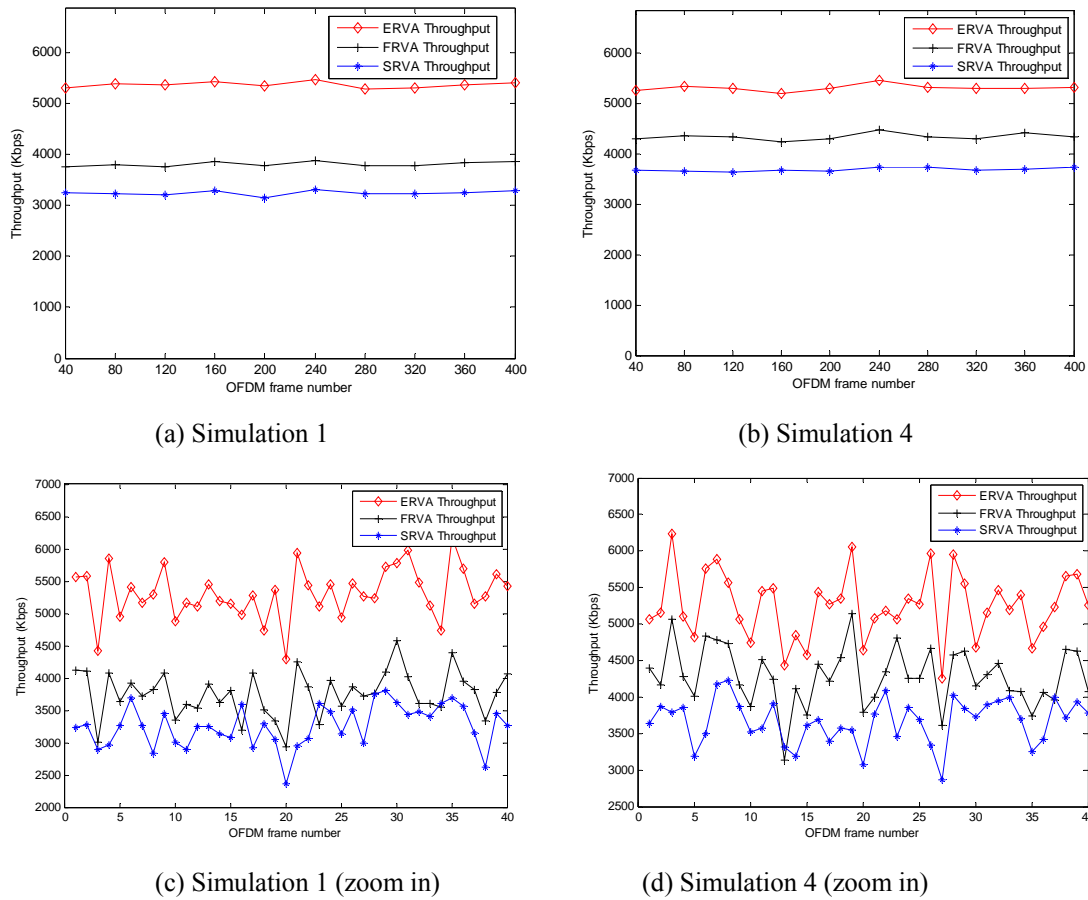 ERVA Throughput
FRVA Throughput
SRVA Throughput
6000
5000
4000
3000
2000
1000
0
Throughput (Kbps)
40 80 120 160 200 240 280 320 360 400
OFDM frame number
(a) Simulation 1
ERVA Throughput
FRVA Throughput
SRVA Throughput
6000
5000
4000
3000
2000
1000
0
Throughput (Kbps)
40 80 120 160 200 240 280 320 360 400
OFDM frame number
(b) Simulation 4
ERVA Throughput
FRVA Throughput
SRVA Throughput
7000
6500
6000
5500
5000
4500
4000
3500
3000
2500
2000
Throughput (Kbps)
0 5 10 15 20 25 30 35 40
OFDM frame number
(c) Simulation 1 (zoom in)
ERVA Throughput
FRVA Throughput
SRVA Throughput
7000
6500
6000
5500
5000
4500
4000
3500
3000
2500
Throughput (Kbps)
0 5 10 15 20 25 30 35 4
OFDM frame number
(d) Simulation 4 (zoom in)